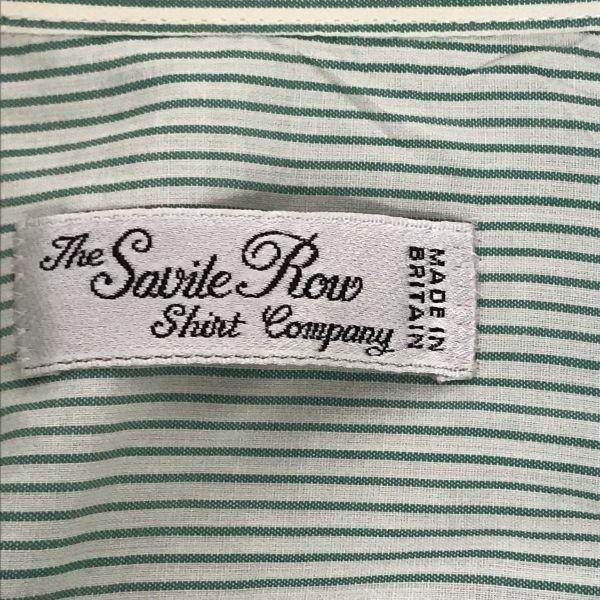 The Savile Row
Shirt Company
MADE IN
BRITAIN